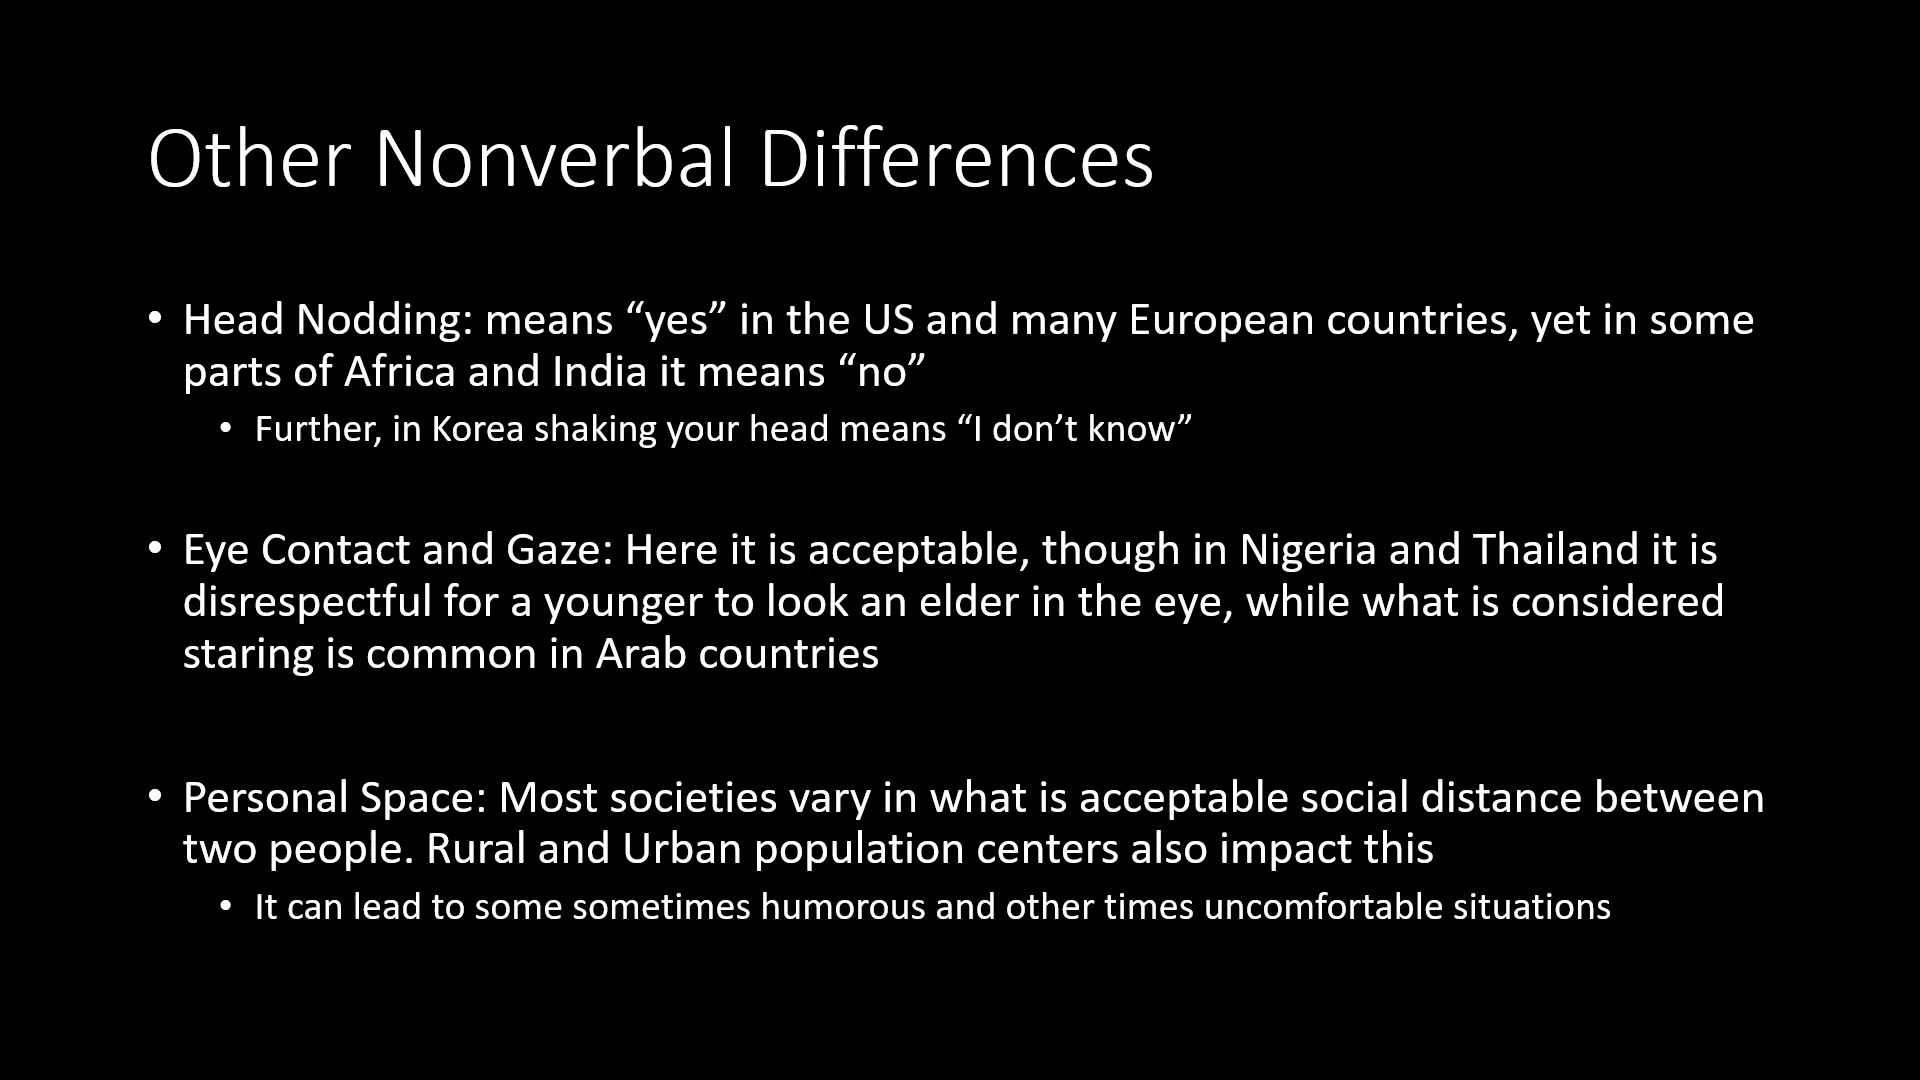 Other Nonverbal Differences
• Head Nodding: means “yes” in the US and many European countries, yet in some
parts of Africa and India it means “no”
• Further, in Korea shaking your head means “I don’t know”
• Eye Contact and Gaze: Here it is acceptable, though in Nigeria and Thailand it is
disrespectful for a younger to look an elder in the eye, while what is considered
staring is common in Arab countries
• Personal Space: Most societies vary in what is acceptable social distance between
two people. Rural and Urban population centers also impact this
• It can lead to some sometimes humorous and other times uncomfortable situations